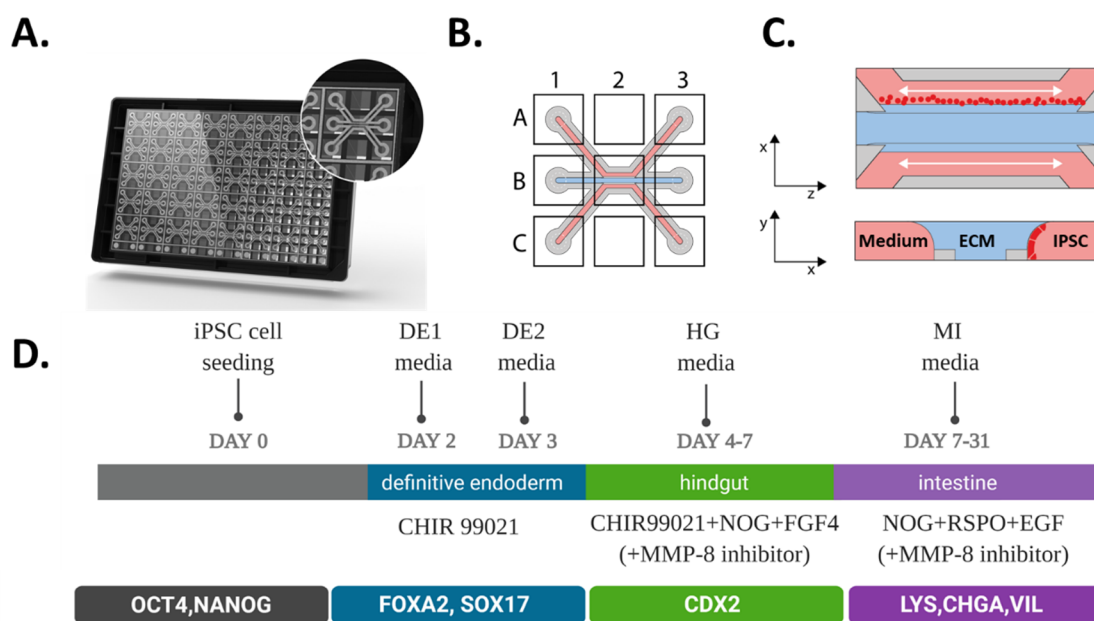 A.
B.
C.
1 2 3
A
B
C
x
z
y
x
Medium ECM IPSC
D.
iPSC cell
seeding
DE1
media
DE2
media
HG
media
MI
media
DAY 0
DAY 2
DAY 3
DAY 4-7
DAY 7-31
definitive endoderm
hindgut
intestine
CHIR 99021
CHIR99021+NOG+FGF4
(+MMP-8 inhibitor)
NOG+RSPO+EGF
(+MMP-8 inhibitor)
OCT4,NANOG
FOXA2, SOX17
CDX2
LYS,CHGA,VIL